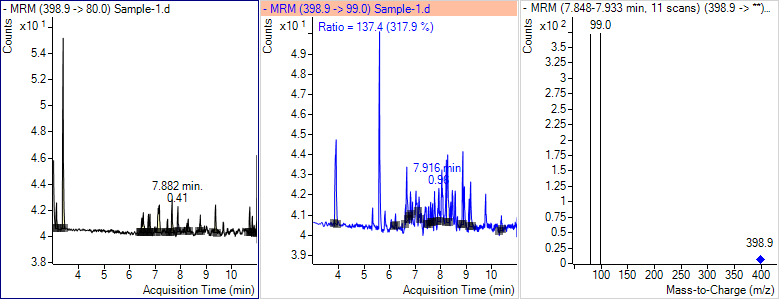 - MRM (398.9 -> 80.0) Sample-1.d
Counts
x10 1
5.4
5.2
5
4.8
4.6
4.4
4.2
4
3.8
7.882 min.
0.41
4 5 6 7 8 9 10
Acquisition Time (min)
- MRM (398.9 -> 99.0) Sample-1.d
Counts
x10 1
Ratio = 137.4 (317.9 %)
5
4.9
4.8
4.7
4.6
4.5
4.4
4.3
4.2
4.1
4
3.9
7.916 min.
0.96
4 5 6 7 8 9 10
Acquisition Time (min)
- MRM (7.848-7.933 min, 11 scans) (398.9 -> **)...
Counts
x10 2
99.0
3.75
3.5
3.25
3
2.75
2.5
2.25
2
1.75
1.5
1.25
1
0.75
0.5
0.25
0
398.9
100 150 200 250 300 350 400
Mass-to-Charge (m/z)